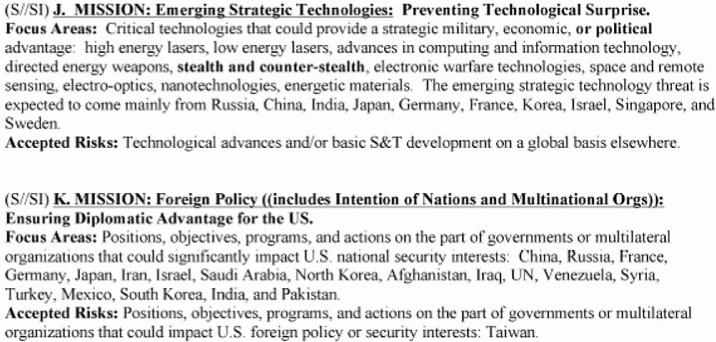 (S//SI) J.  MISSION: Emerging Strategic Technologies:  Preventing Technological Surprise.
Focus Areas:  Critical technologies that could provide a strategic military, economic, or political
advantage:  high energy lasers, low energy lasers, advances in computing and information technology,
directed energy weapons, stealth and counter-stealth, electronic warfare technologies, space and remote
sensing, electro-optics, nanotechnologies, energetic materials.  The emerging strategic technology threat is
expected to come mainly from Russia, China, India, Japan, Germany, France, Korea, Israel, Singapore, and
Sweden.
Accepted Risks: Technological advances and/or basic S&T development on a global basis elsewhere.
(S//SI) K. MISSION: Foreign Policy ((includes Intention of Nations and Multinational Orgs)):
Ensuring Diplomatic Advantage for the US.
Focus Areas: Positions, objectives, programs, and actions on the part of governments or multilateral
organizations that could significantly impact U.S. national security interests:  China, Russia, France,
Germany, Japan, Iran, Israel, Saudi Arabia, North Korea, Afghanistan, Iraq, UN, Venezuela, Syria,
Turkey, Mexico, South Korea, India, and Pakistan.
Accepted Risks: Positions, objectives, programs, and actions on the part of governments or multilateral
organizations that could impact U.S. foreign policy or security interests: Taiwan.